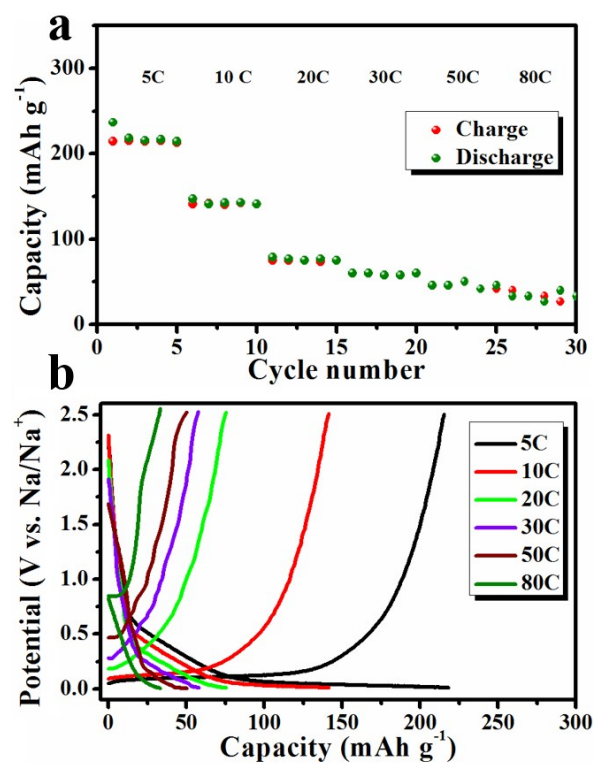 a
300
200
100
0
5C 10 C 20C 30C 50C 80C
Charge
Discharge
Capacity (mAh g⁻¹)
0 5 10 15 20 25 30
Cycle number
b
2.5
2.0
1.5
1.0
0.5
0.0
5C
10C
20C
30C
50C
80C
Potential (V vs. Na/Na⁺)
0 50 100 150 200 250 300
Capacity (mAh g⁻¹)